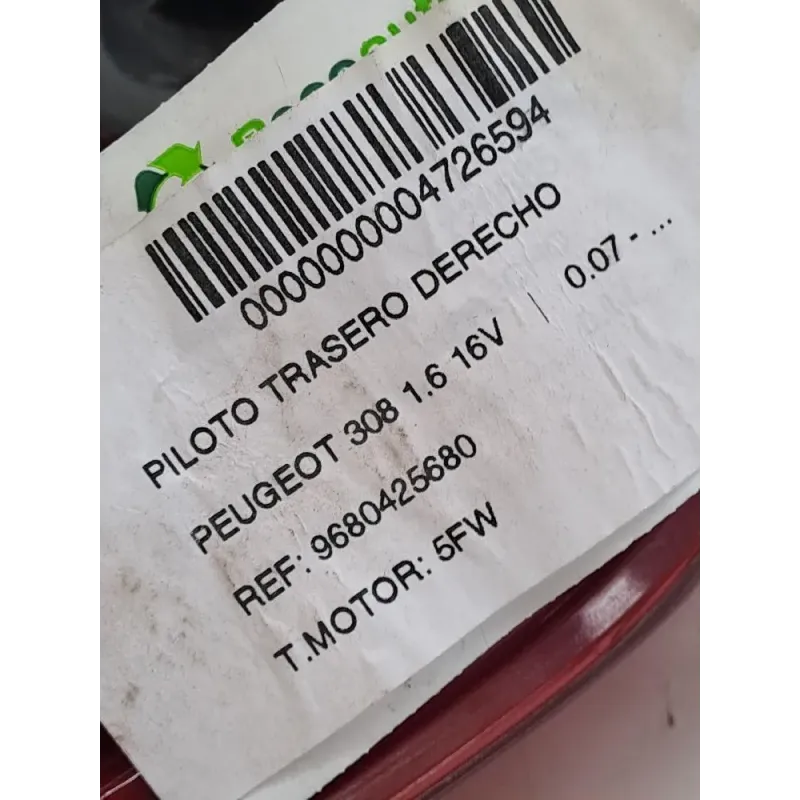 0000000004726594
PILOTO TRASERO DERECHO
PEUGEOT 308 1.6 16V | 0.07 - ...
REF: 9680425680
T.MOTOR: 5FW